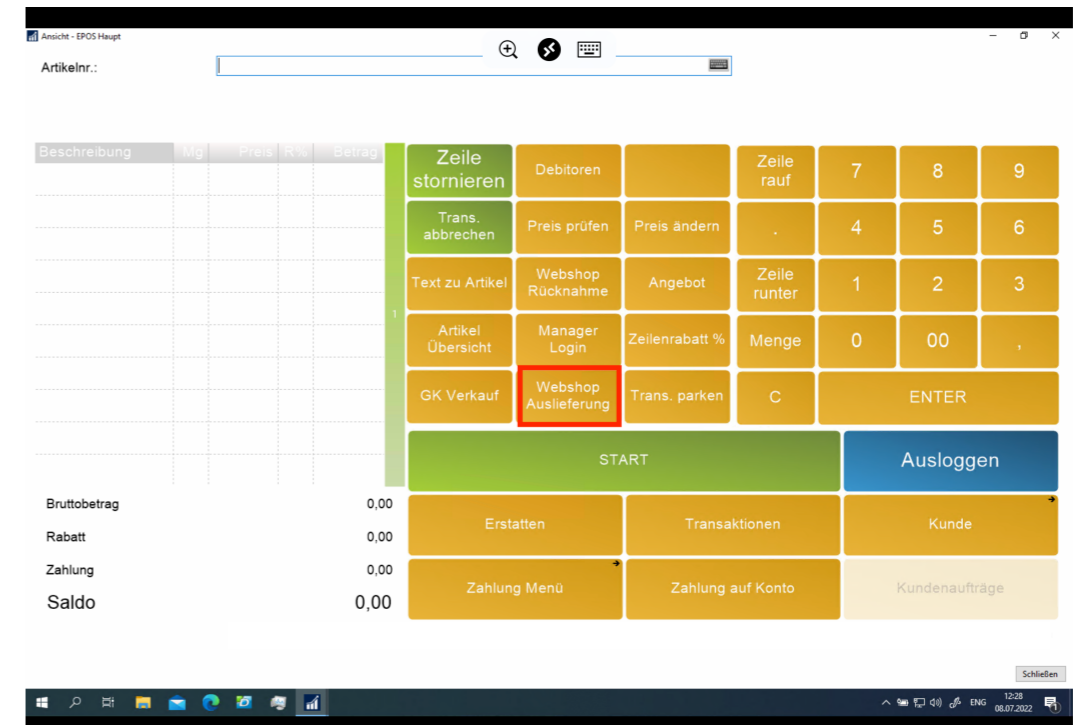 Ansicht - EPOS Haupt
Artikelnr.:
Beschreibung Mg Preis R% Betrag
Zeile stornieren
Debitoren
Zeile rauf
7 8 9
Trans. abbrechen
Preis prüfen
Preis ändern
.
4 5 6
Text zu Artikel
Webshop Rücknahme
Angebot
Zeile runter
1 2 3
1
Artikel Übersicht
Manager Login
Zeilenrabatt %
Menge
0 00 ,
GK Verkauf
Webshop Auslieferung
Trans. parken
C
ENTER
START
Ausloggen
Bruttobetrag 0,00
Rabatt 0,00
Zahlung 0,00
Saldo 0,00
Erstatten
Transaktionen
Kunde
Zahlung Menü
Zahlung auf Konto
Kundenaufträge
Schließen
ENG
12:28
08.07.2022